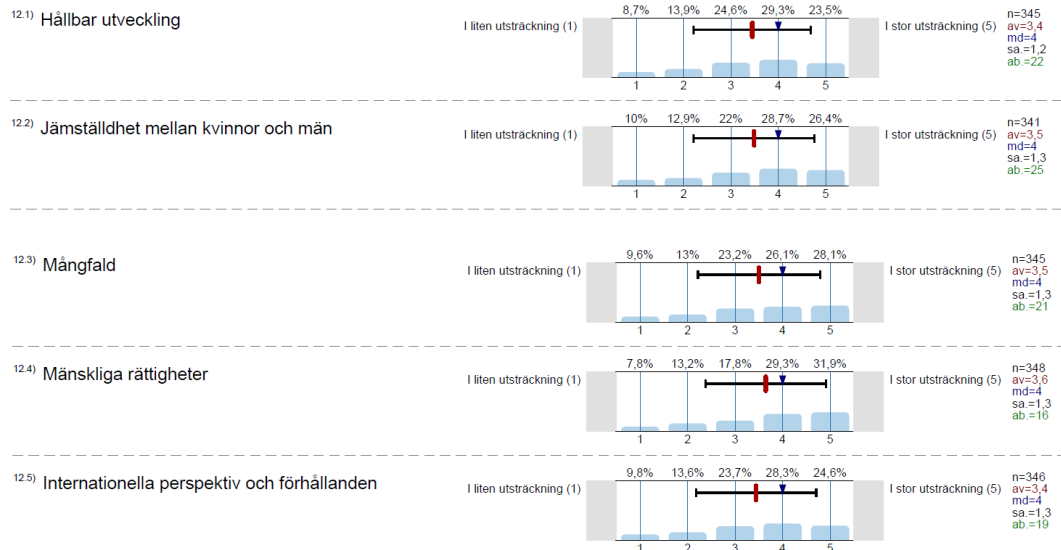 12.1) Hållbar utveckling
8,7% 13,9% 24,6% 29,3% 23,5%
I liten utsträckning (1) I stor utsträckning (5)
1 2 3 4 5
n=345
av=3,4
md=4
sa.=1,2
ab.=22
12.2) Jämställdhet mellan kvinnor och män
10% 12,9% 22% 28,7% 26,4%
I liten utsträckning (1) I stor utsträckning (5)
1 2 3 4 5
n=341
av=3,5
md=4
sa.=1,3
ab.=25
12.3) Mångfald
9,6% 13% 23,2% 26,1% 28,1%
I liten utsträckning (1) I stor utsträckning (5)
1 2 3 4 5
n=345
av=3,5
md=4
sa.=1,3
ab.=21
12.4) Mänskliga rättigheter
7,8% 13,2% 17,8% 29,3% 31,9%
I liten utsträckning (1) I stor utsträckning (5)
1 2 3 4 5
n=348
av=3,6
md=4
sa.=1,3
ab.=16
12.5) Internationella perspektiv och förhållanden
9,8% 13,6% 23,7% 28,3% 24,6%
I liten utsträckning (1) I stor utsträckning (5)
1 2 3 4 5
n=346
av=3,4
md=4
sa.=1,3
ab.=19